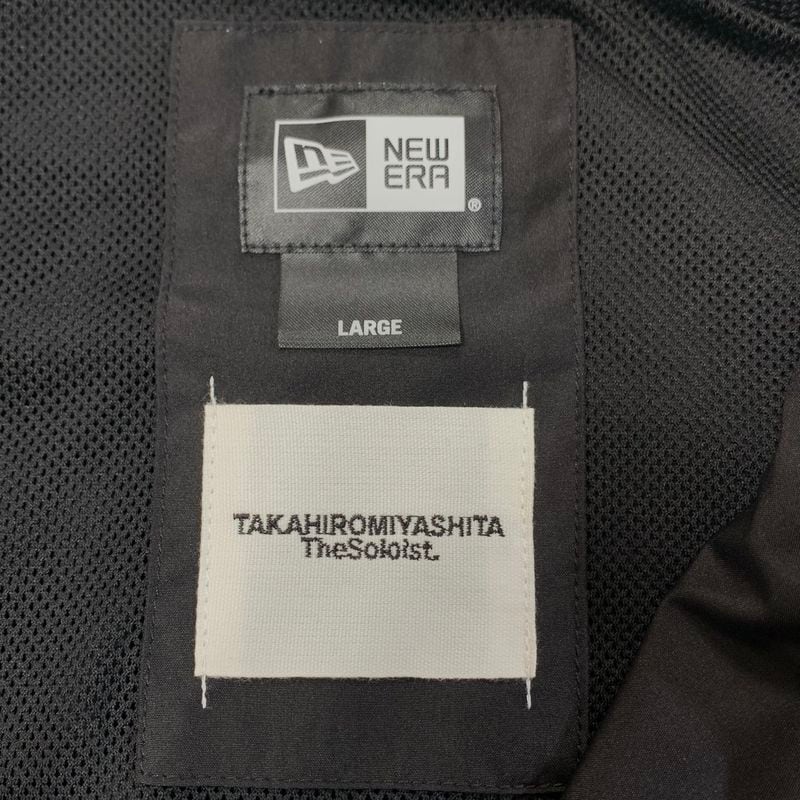 NEW
ERA
®
LARGE
TAKAHIROMIYASHITA
TheSoloist.